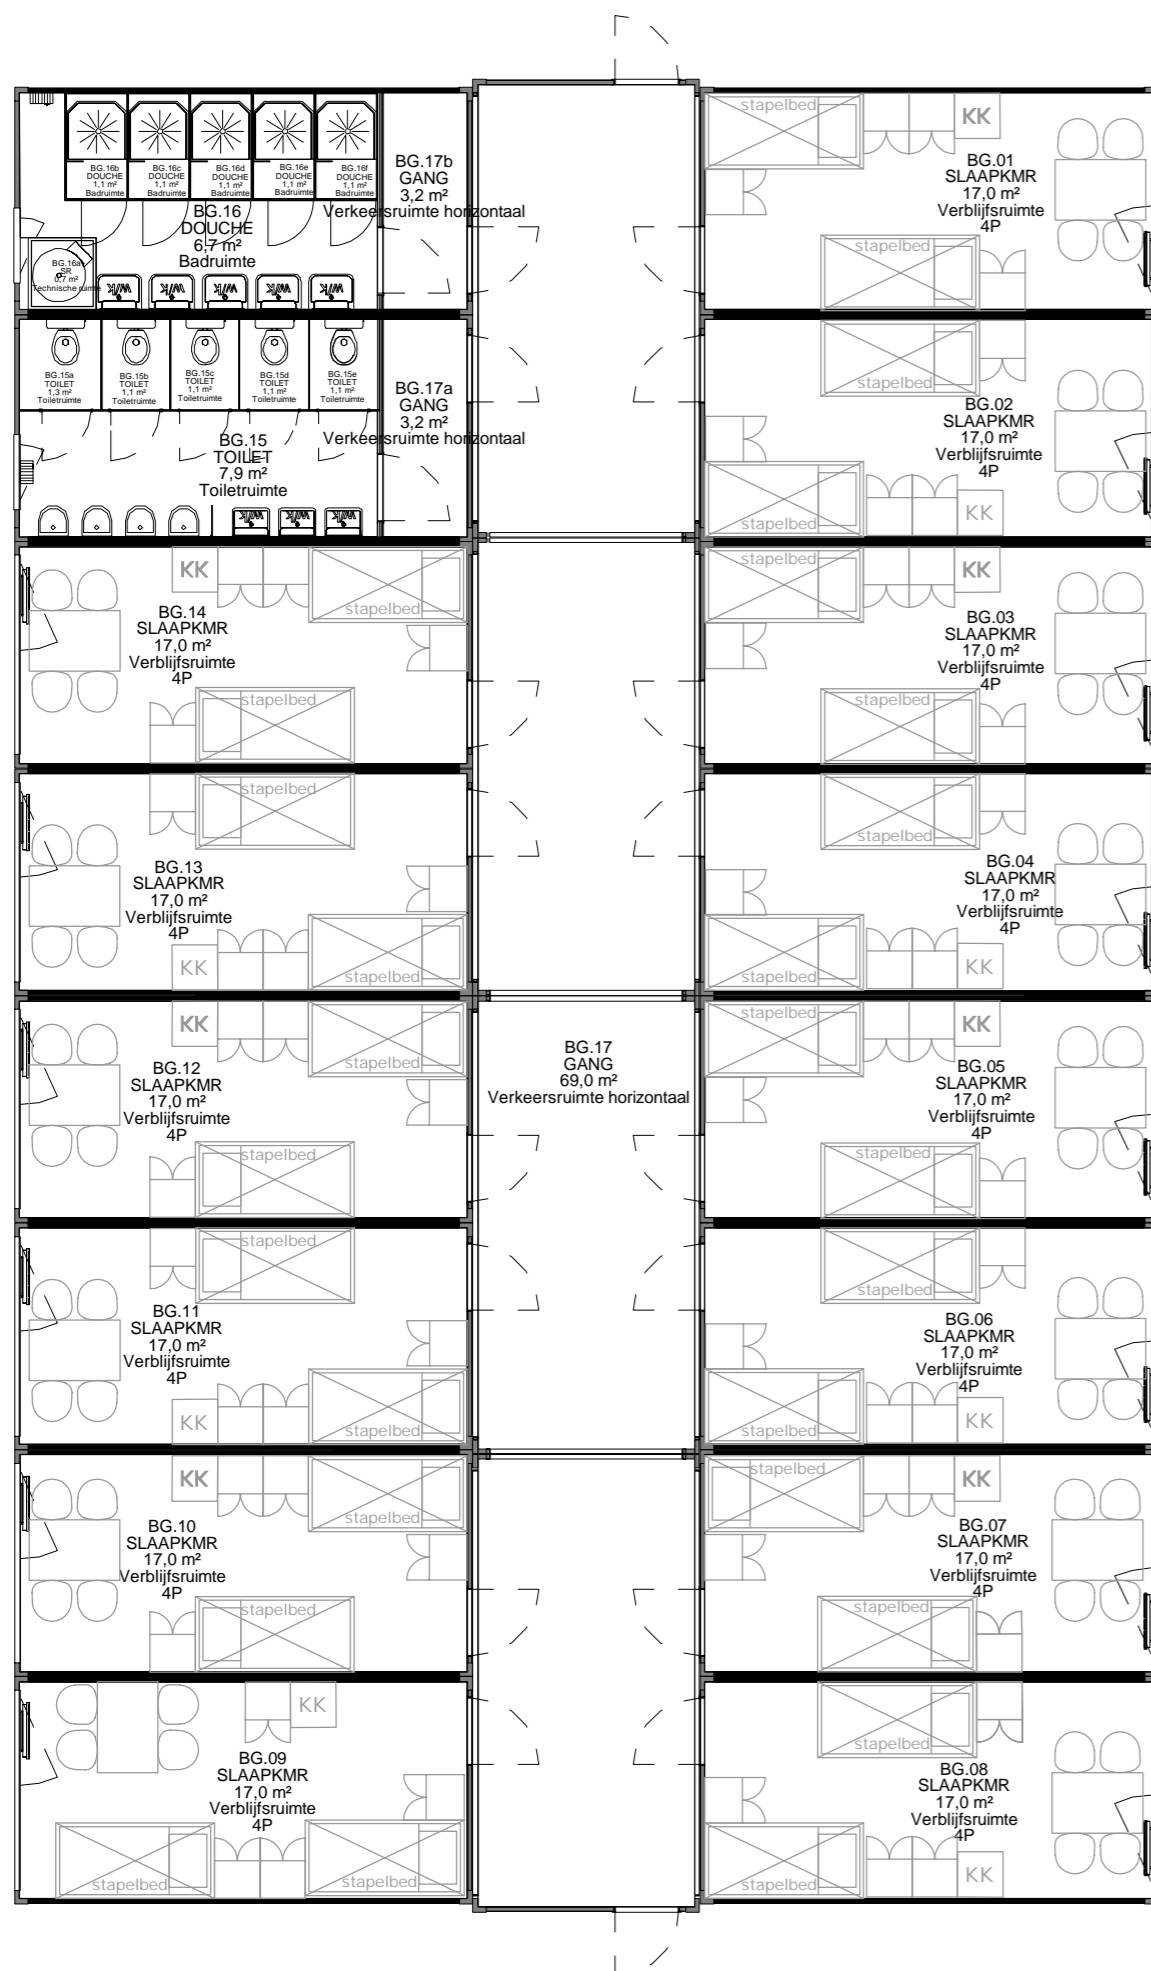 BG.16b
DOUCHE
1,1 m²
Badruimte
BG.16c
DOUCHE
1,1 m²
Badruimte
BG.16d
DOUCHE
1,1 m²
Badruimte
BG.16e
DOUCHE
1,1 m²
Badruimte
BG.16f
DOUCHE
1,1 m²
Badruimte
BG.16
DOUCHE
6,7 m²
Badruimte
BG.16a
SR
0,7 m²
Technische ruimte
WK
WK
WK
WK
WK
BG.17b
GANG
3,2 m²
Verkeersruimte horizontaal
stapelbed
KK
BG.01
SLAAPKMR
17,0 m²
Verblijfsruimte
4P
stapelbed
BG.15a
TOILET
1,3 m²
Toiletruimte
BG.15b
TOILET
1,1 m²
Toiletruimte
BG.15c
TOILET
1,1 m²
Toiletruimte
BG.15d
TOILET
1,1 m²
Toiletruimte
BG.15e
TOILET
1,1 m²
Toiletruimte
BG.15
TOILET
7,9 m²
Toiletruimte
WK
WK
WK
BG.17a
GANG
3,2 m²
Verkeersruimte horizontaal
stapelbed
BG.02
SLAAPKMR
17,0 m²
Verblijfsruimte
4P
stapelbed
KK
KK
stapelbed
BG.14
SLAAPKMR
17,0 m²
Verblijfsruimte
4P
stapelbed
stapelbed
KK
BG.03
SLAAPKMR
17,0 m²
Verblijfsruimte
4P
stapelbed
stapelbed
BG.13
SLAAPKMR
17,0 m²
Verblijfsruimte
4P
KK
stapelbed
stapelbed
BG.04
SLAAPKMR
17,0 m²
Verblijfsruimte
4P
stapelbed
KK
KK
stapelbed
BG.12
SLAAPKMR
17,0 m²
Verblijfsruimte
4P
stapelbed
BG.17
GANG
69,0 m²
Verkeersruimte horizontaal
stapelbed
KK
BG.05
SLAAPKMR
17,0 m²
Verblijfsruimte
4P
stapelbed
stapelbed
BG.11
SLAAPKMR
17,0 m²
Verblijfsruimte
4P
KK
stapelbed
stapelbed
BG.06
SLAAPKMR
17,0 m²
Verblijfsruimte
4P
stapelbed
KK
KK
stapelbed
BG.10
SLAAPKMR
17,0 m²
Verblijfsruimte
4P
stapelbed
stapelbed
KK
BG.07
SLAAPKMR
17,0 m²
Verblijfsruimte
4P
stapelbed
KK
BG.09
SLAAPKMR
17,0 m²
Verblijfsruimte
4P
stapelbed
stapelbed
stapelbed
BG.08
SLAAPKMR
17,0 m²
Verblijfsruimte
4P
stapelbed
KK